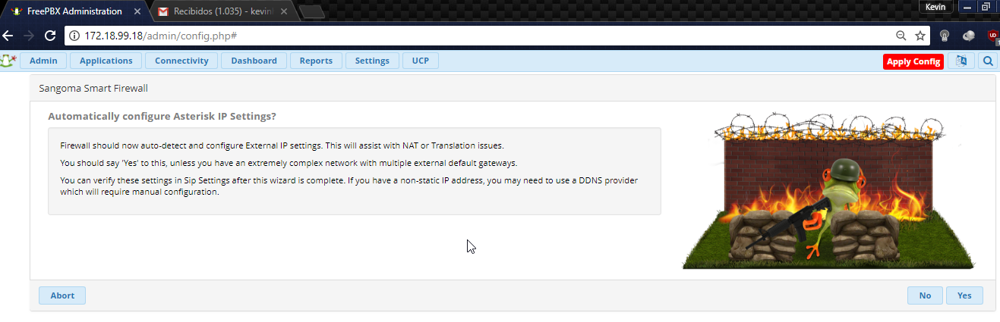 FreePBX Administration
Recibidos (1.035) - kevin
Kevin
172.18.99.18/admin/config.php#
Admin
Applications
Connectivity
Dashboard
Reports
Settings
UCP
Apply Config
Sangoma Smart Firewall
Automatically configure Asterisk IP Settings?
Firewall should now auto-detect and configure External IP settings. This will assist with NAT or Translation issues.
You should say 'Yes' to this, unless you have an extremely complex network with multiple external default gateways.
You can verify these settings in Sip Settings after this wizard is complete. If you have a non-static IP address, you may need to use a DDNS provider
which will require manual configuration.
Abort
No
Yes